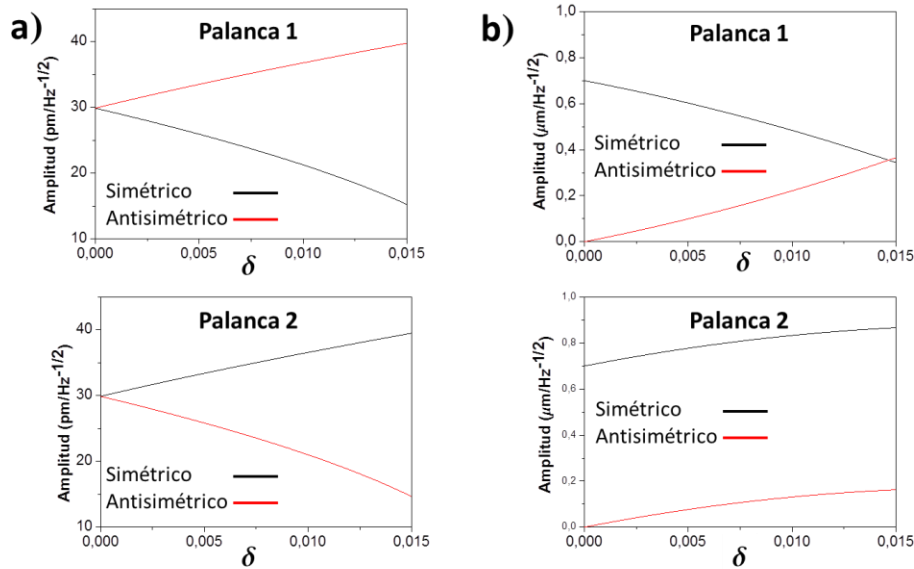 a)
Palanca 1
Amplitud (pm/Hz^-1/2)
40
30
20
10
Simétrico
Antisimétrico
0,000 0,005 0,010 0,015
δ
b)
Palanca 1
Amplitud (μm/Hz^-1/2)
1,0
0,8
0,6
0,4
0,2
0,0
Simétrico
Antisimétrico
0,000 0,005 0,010 0,015
δ
Palanca 2
Amplitud (pm/Hz^-1/2)
40
30
20
10
Simétrico
Antisimétrico
0,000 0,005 0,010 0,015
δ
Palanca 2
Amplitud (μm/Hz^-1/2)
1,0
0,8
0,6
0,4
0,2
0,0
Simétrico
Antisimétrico
0,000 0,005 0,010 0,015
δ